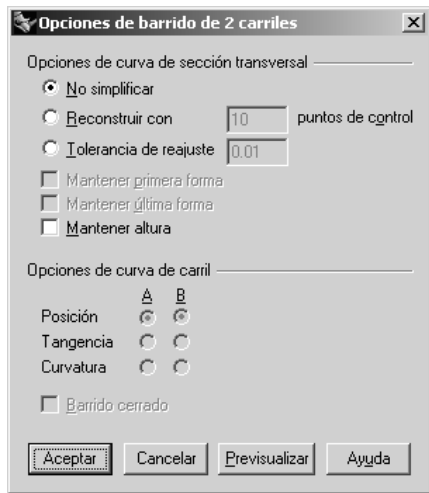 Opciones de barrido de 2 carriles
Opciones de curva de sección transversal
No simplificar
Reconstruir con 10 puntos de control
Tolerancia de reajuste 0.01
Mantener primera forma
Mantener última forma
Mantener altura
Opciones de curva de carril
A B
Posición
Tangencia
Curvatura
Barrido cerrado
Aceptar Cancelar Previsualizar Ayuda